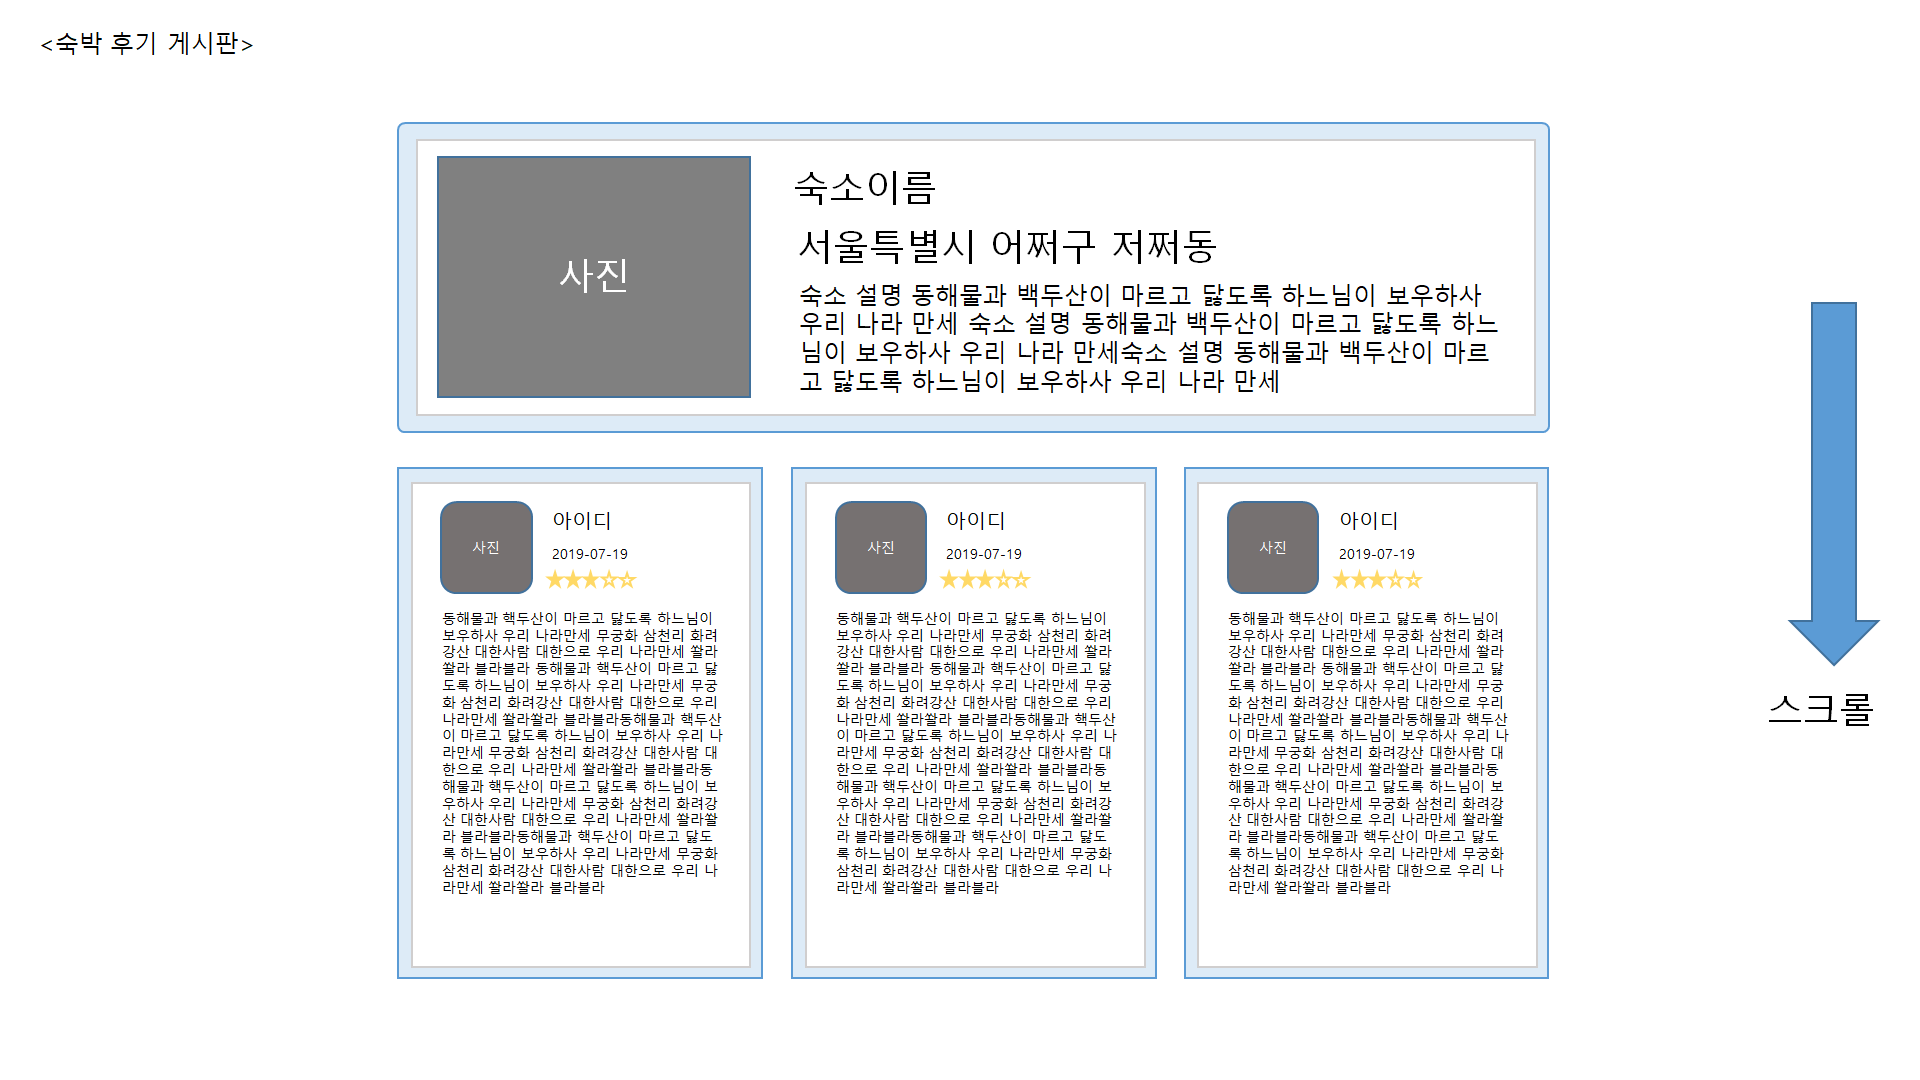 <숙박 후기 게시판>
사진
숙소이름
서울특별시 어쩌구 저쩌동
숙소 설명 동해물과 백두산이 마르고 닳도록 하느님이 보우하사
우리 나라 만세 숙소 설명 동해물과 백두산이 마르고 닳도록 하느
님이 보우하사 우리 나라 만세숙소 설명 동해물과 백두산이 마르
고 닳도록 하느님이 보우하사 우리 나라 만세
스크롤
사진
아이디
2019-07-19
★★★☆☆
동해물과 핵두산이 마르고 닳도록 하느님이
보우하사 우리 나라만세 무궁화 삼천리 화려
강산 대한사람 대한으로 우리 나라만세 쏼라
쏼라 블라블라 동해물과 핵두산이 마르고 닳
도록 하느님이 보우하사 우리 나라만세 무궁
화 삼천리 화려강산 대한사람 대한으로 우리
나라만세 쏼라쏼라 블라블라동해물과 핵두산
이 마르고 닳도록 하느님이 보우하사 우리 나
라만세 무궁화 삼천리 화려강산 대한사람 대
한으로 우리 나라만세 쏼라쏼라 블라블라동
해물과 핵두산이 마르고 닳도록 하느님이 보
우하사 우리 나라만세 무궁화 삼천리 화려강
산 대한사람 대한으로 우리 나라만세 쏼라쏼
라 블라블라동해물과 핵두산이 마르고 닳도
록 하느님이 보우하사 우리 나라만세 무궁화
삼천리 화려강산 대한사람 대한으로 우리 나
라만세 쏼라쏼라 블라블라
사진
아이디
2019-07-19
★★★☆☆
동해물과 핵두산이 마르고 닳도록 하느님이
보우하사 우리 나라만세 무궁화 삼천리 화려
강산 대한사람 대한으로 우리 나라만세 쏼라
쏼라 블라블라 동해물과 핵두산이 마르고 닳
도록 하느님이 보우하사 우리 나라만세 무궁
화 삼천리 화려강산 대한사람 대한으로 우리
나라만세 쏼라쏼라 블라블라동해물과 핵두산
이 마르고 닳도록 하느님이 보우하사 우리 나
라만세 무궁화 삼천리 화려강산 대한사람 대
한으로 우리 나라만세 쏼라쏼라 블라블라동
해물과 핵두산이 마르고 닳도록 하느님이 보
우하사 우리 나라만세 무궁화 삼천리 화려강
산 대한사람 대한으로 우리 나라만세 쏼라쏼
라 블라블라동해물과 핵두산이 마르고 닳도
록 하느님이 보우하사 우리 나라만세 무궁화
삼천리 화려강산 대한사람 대한으로 우리 나
라만세 쏼라쏼라 블라블라
사진
아이디
2019-07-19
★★★☆☆
동해물과 핵두산이 마르고 닳도록 하느님이
보우하사 우리 나라만세 무궁화 삼천리 화려
강산 대한사람 대한으로 우리 나라만세 쏼라
쏼라 블라블라 동해물과 핵두산이 마르고 닳
도록 하느님이 보우하사 우리 나라만세 무궁
화 삼천리 화려강산 대한사람 대한으로 우리
나라만세 쏼라쏼라 블라블라동해물과 핵두산
이 마르고 닳도록 하느님이 보우하사 우리 나
라만세 무궁화 삼천리 화려강산 대한사람 대
한으로 우리 나라만세 쏼라쏼라 블라블라동
해물과 핵두산이 마르고 닳도록 하느님이 보
우하사 우리 나라만세 무궁화 삼천리 화려강
산 대한사람 대한으로 우리 나라만세 쏼라쏼
라 블라블라동해물과 핵두산이 마르고 닳도
록 하느님이 보우하사 우리 나라만세 무궁화
삼천리 화려강산 대한사람 대한으로 우리 나
라만세 쏼라쏼라 블라블라